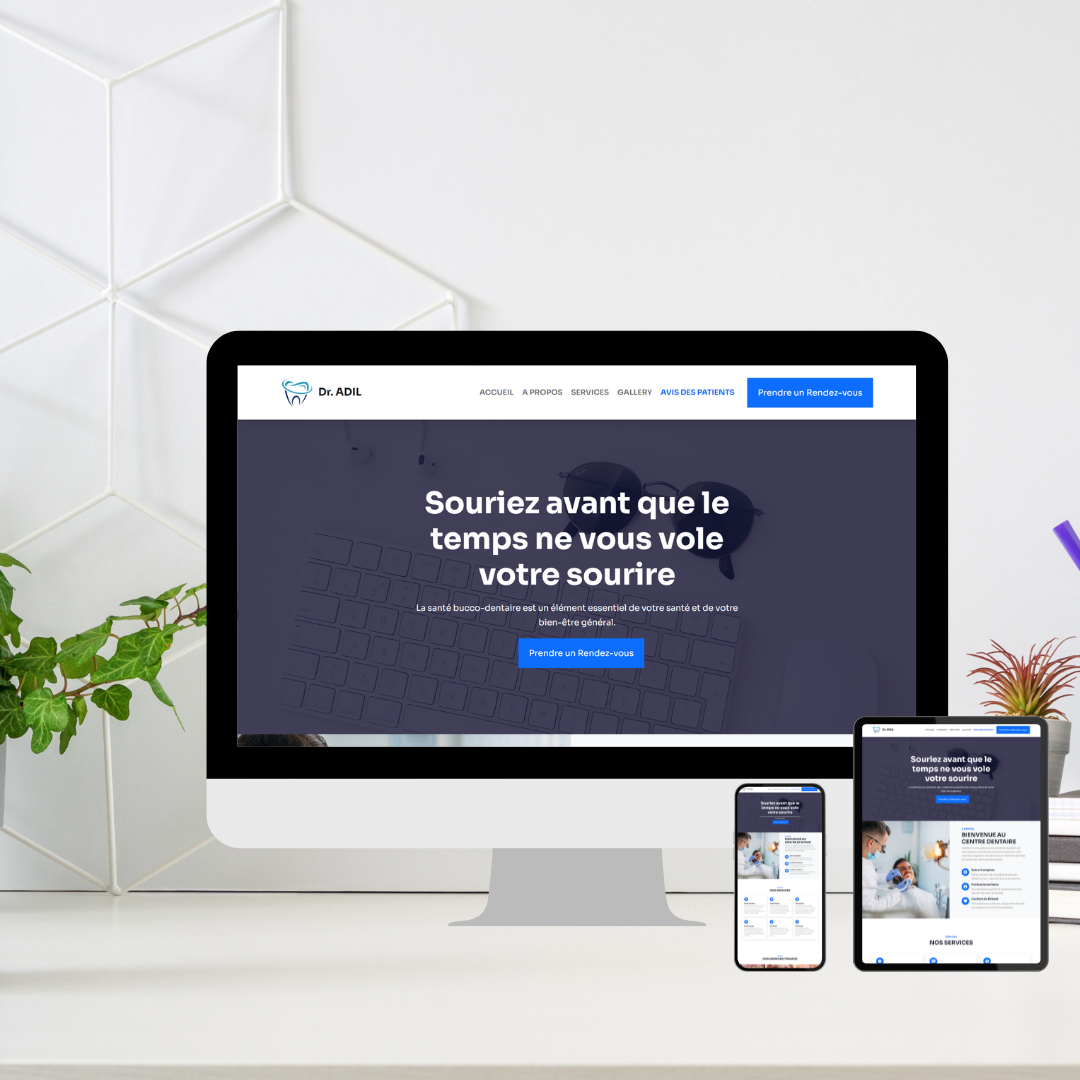 Dr. ADIL
ACCUEIL A PROPOS SERVICES GALLERY AVIS DES PATIENTS Prendre un Rendez-vous
Souriez avant que le
temps ne vous vole
votre sourire
La santé bucco-dentaire est un élément essentiel de votre santé et de votre
bien-être général.
Prendre un Rendez-vous
Souriez avant que le
temps ne vous vole
votre sourire
BIENVENUE AU
CENTRE DENTAIRE
NOS SERVICES
Dr. ADIL
Souriez avant que le
temps ne vous vole
votre sourire
BIENVENUE AU
CENTRE DENTAIRE
NOS SERVICES